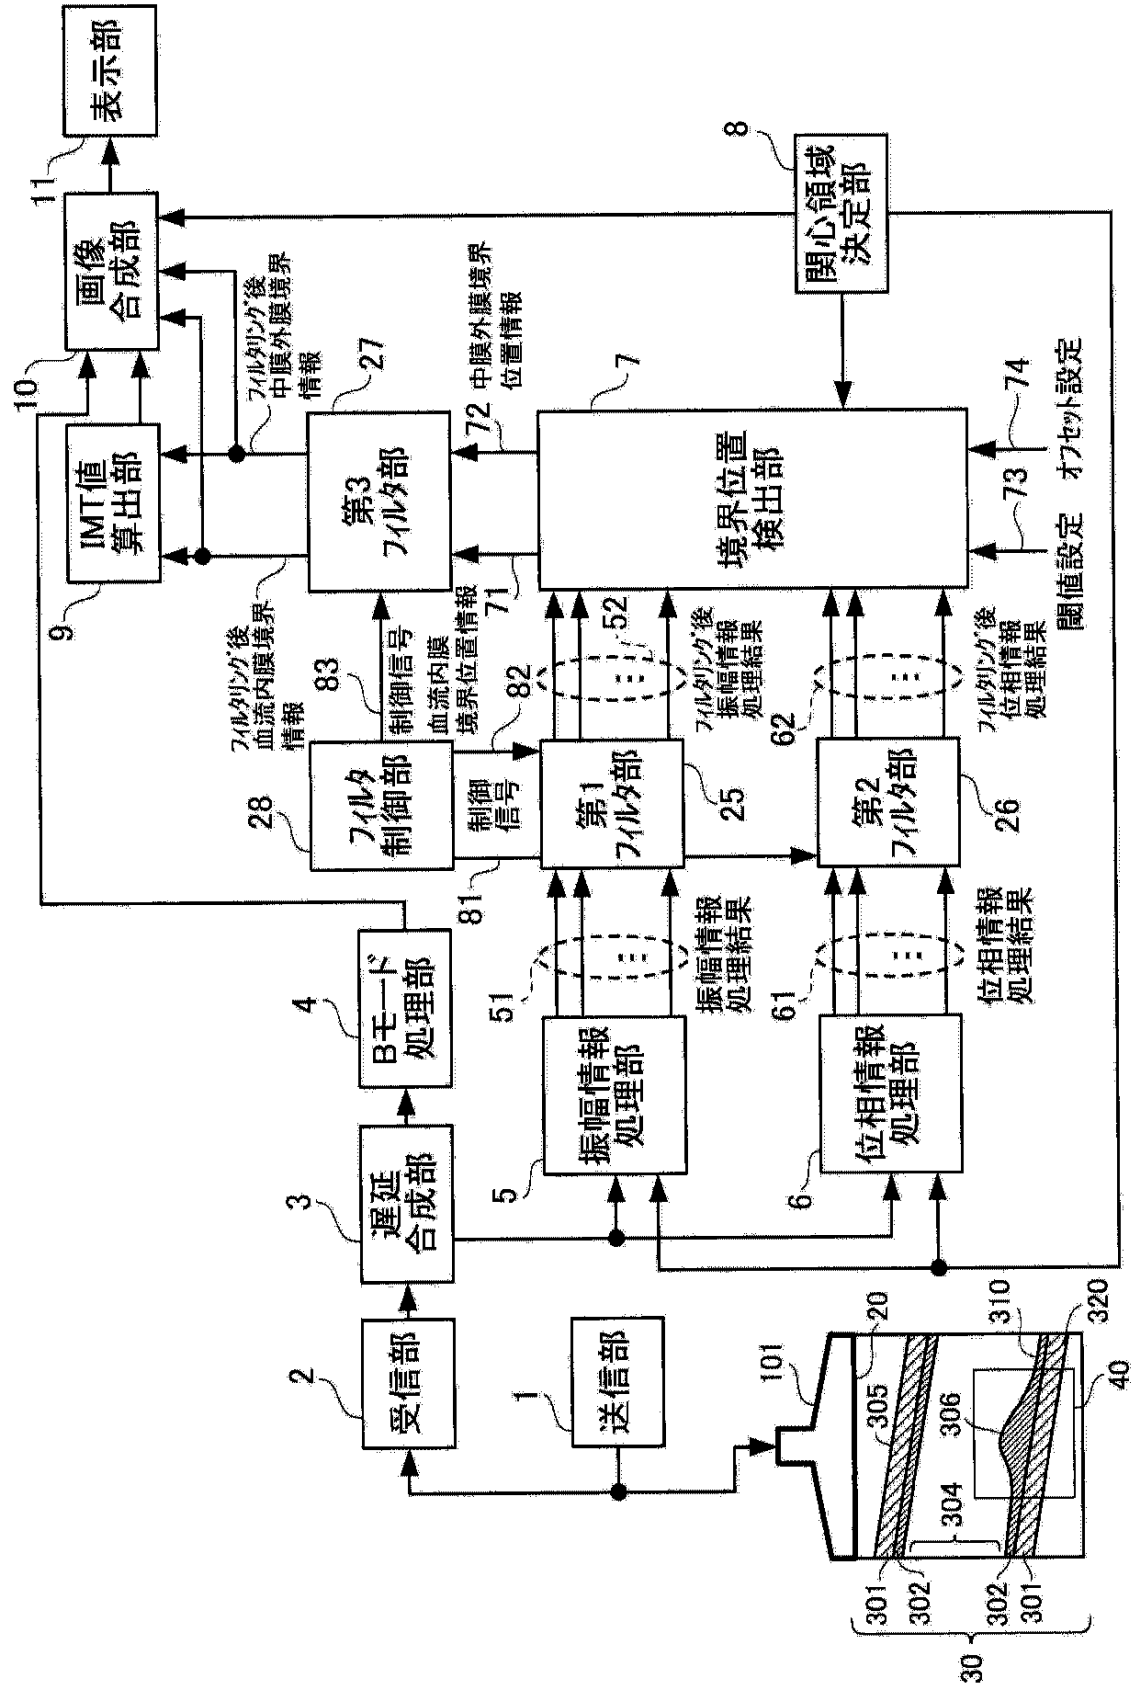 1
送信部
2
受信部
3
遅延
合成部
4
Bモード
処理部
5
振幅情報
処理部
6
位相情報
処理部
51
振幅情報
処理結果
61
位相情報
処理結果
28
フィルタ
制御部
81
制御
信号
82
83
制御信号
第1
フィルタ部
25
第2
フィルタ部
26
52
フィルタリング後
振幅情報
処理結果
62
フィルタリング後
位相情報
処理結果
境界位置
検出部
7
閾値設定
73
オフセット設定
74
関心領域
決定部
8
血流内膜
境界位置情報
71
中膜外膜境界
位置情報
72
第3
フィルタ部
27
フィルタリング後
血流内膜境界
情報
フィルタリング後
中膜外膜境界
情報
9
IMT値
算出部
10
画像
合成部
11
表示部
101
20
305
306
304
310
320
40
301
302
302
301
30